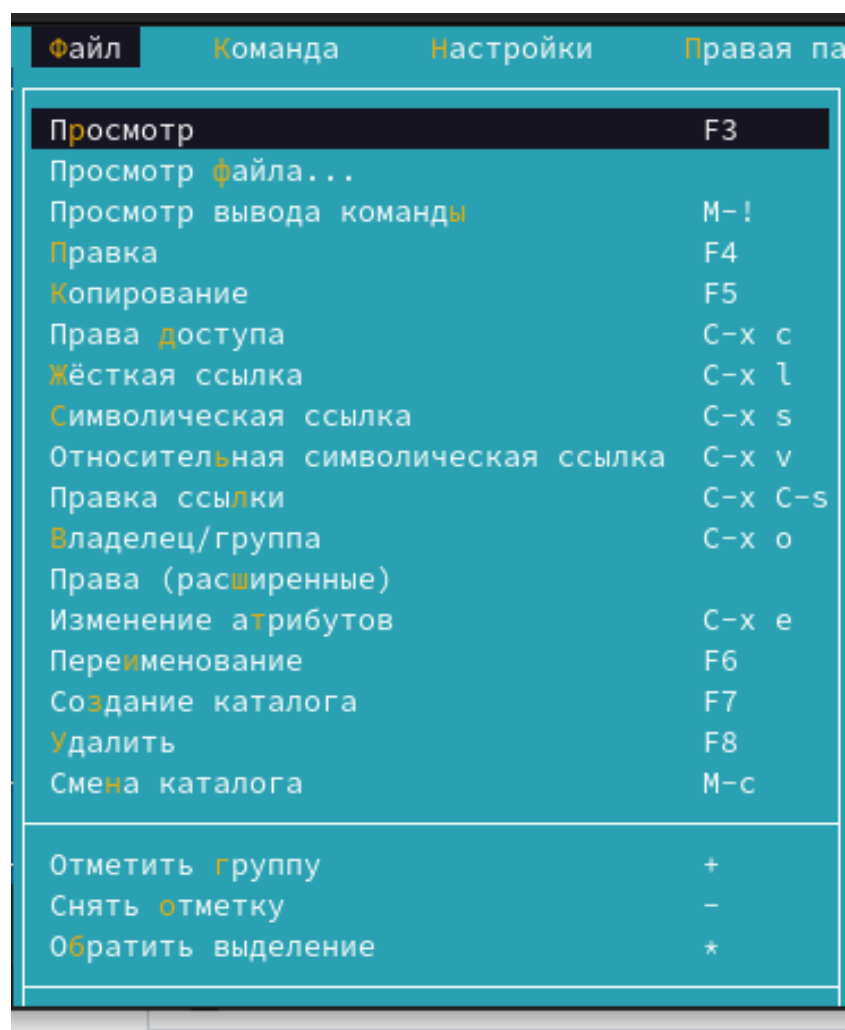 Файл Команда Настройки Правая па
Просмотр F3
Просмотр файла...
Просмотр вывода команды M-!
Правка F4
Копирование F5
Права доступа C-x c
Жёсткая ссылка C-x l
Символическая ссылка C-x s
Относительная символическая ссылка C-x v
Правка ссылки C-x C-s
Владелец/группа C-x o
Права (расширенные)
Изменение атрибутов C-x e
Переименование F6
Создание каталога F7
Удалить F8
Смена каталога M-c
Отметить группу +
Снять отметку -
Обратить выделение *